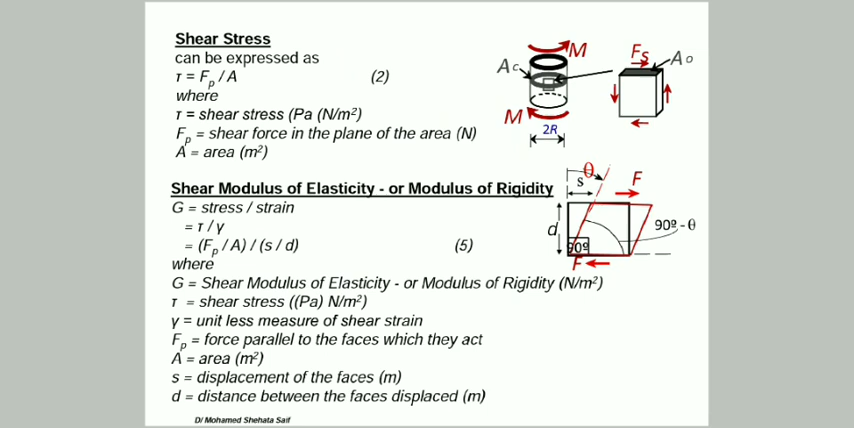 Shear Stress
can be expressed as
τ = Fp / A (2)
where
τ = shear stress (Pa (N/m²)
Fp = shear force in the plane of the area (N)
A = area (m²)
M
Ac
M
2R
Fs
Ao
Shear Modulus of Elasticity - or Modulus of Rigidity
G = stress / strain
= τ / γ
= (Fp / A) / (s / d) (5)
where
G = Shear Modulus of Elasticity - or Modulus of Rigidity (N/m²)
τ = shear stress ((Pa) N/m²)
γ = unit less measure of shear strain
Fp = force parallel to the faces which they act
A = area (m²)
s = displacement of the faces (m)
d = distance between the faces displaced (m)
θ
s
F
d
90º
90º - θ
F
D/ Mohamed Shehata Saif